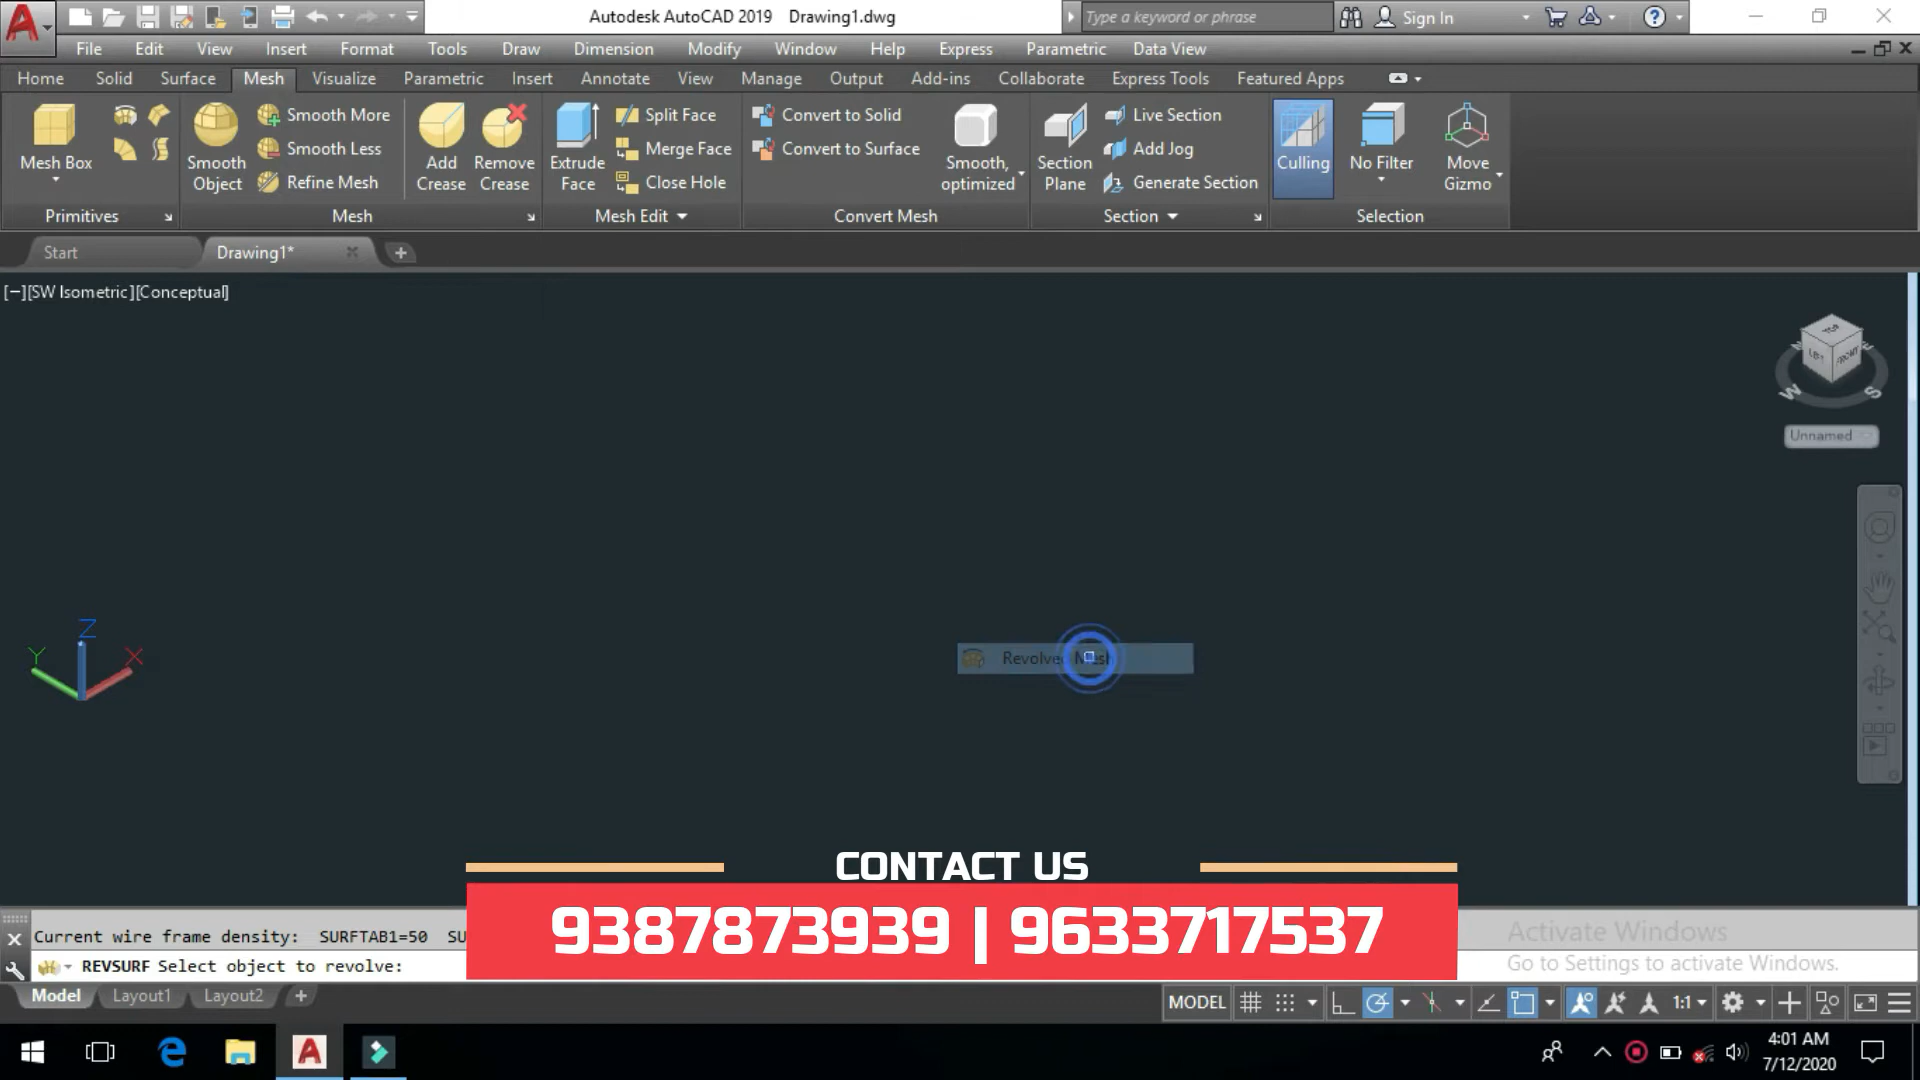 Autodesk AutoCAD 2019 Drawing1.dwg
Type a keyword or phrase
Sign In
File Edit View Insert Format Tools Draw Dimension Modify Window Help Express Parametric Data View
Home Solid Surface Mesh Visualize Parametric Insert Annotate View Manage Output Add-ins Collaborate Express Tools Featured Apps
Mesh Box
Smooth Object
Smooth More
Smooth Less
Refine Mesh
Add Crease
Remove Crease
Extrude Face
Split Face
Merge Face
Close Hole
Convert to Solid
Convert to Surface
Smooth, optimized
Section Plane
Live Section
Add Jog
Generate Section
Culling
No Filter
Move Gizmo
Primitives Mesh Mesh Edit Convert Mesh Section Selection
Start Drawing1*
[−][SW Isometric][Conceptual]
TOP
LEFT FRONT
W S
Unnamed
Z
Y X
Revolved Mesh
CONTACT US
9387873939 | 9633717537
Current wire frame density: SURFTAB1=50 SU
REVSURF Select object to revolve:
Activate Windows
Go to Settings to activate Windows.
Model Layout1 Layout2
MODEL 1:1
4:01 AM
7/12/2020